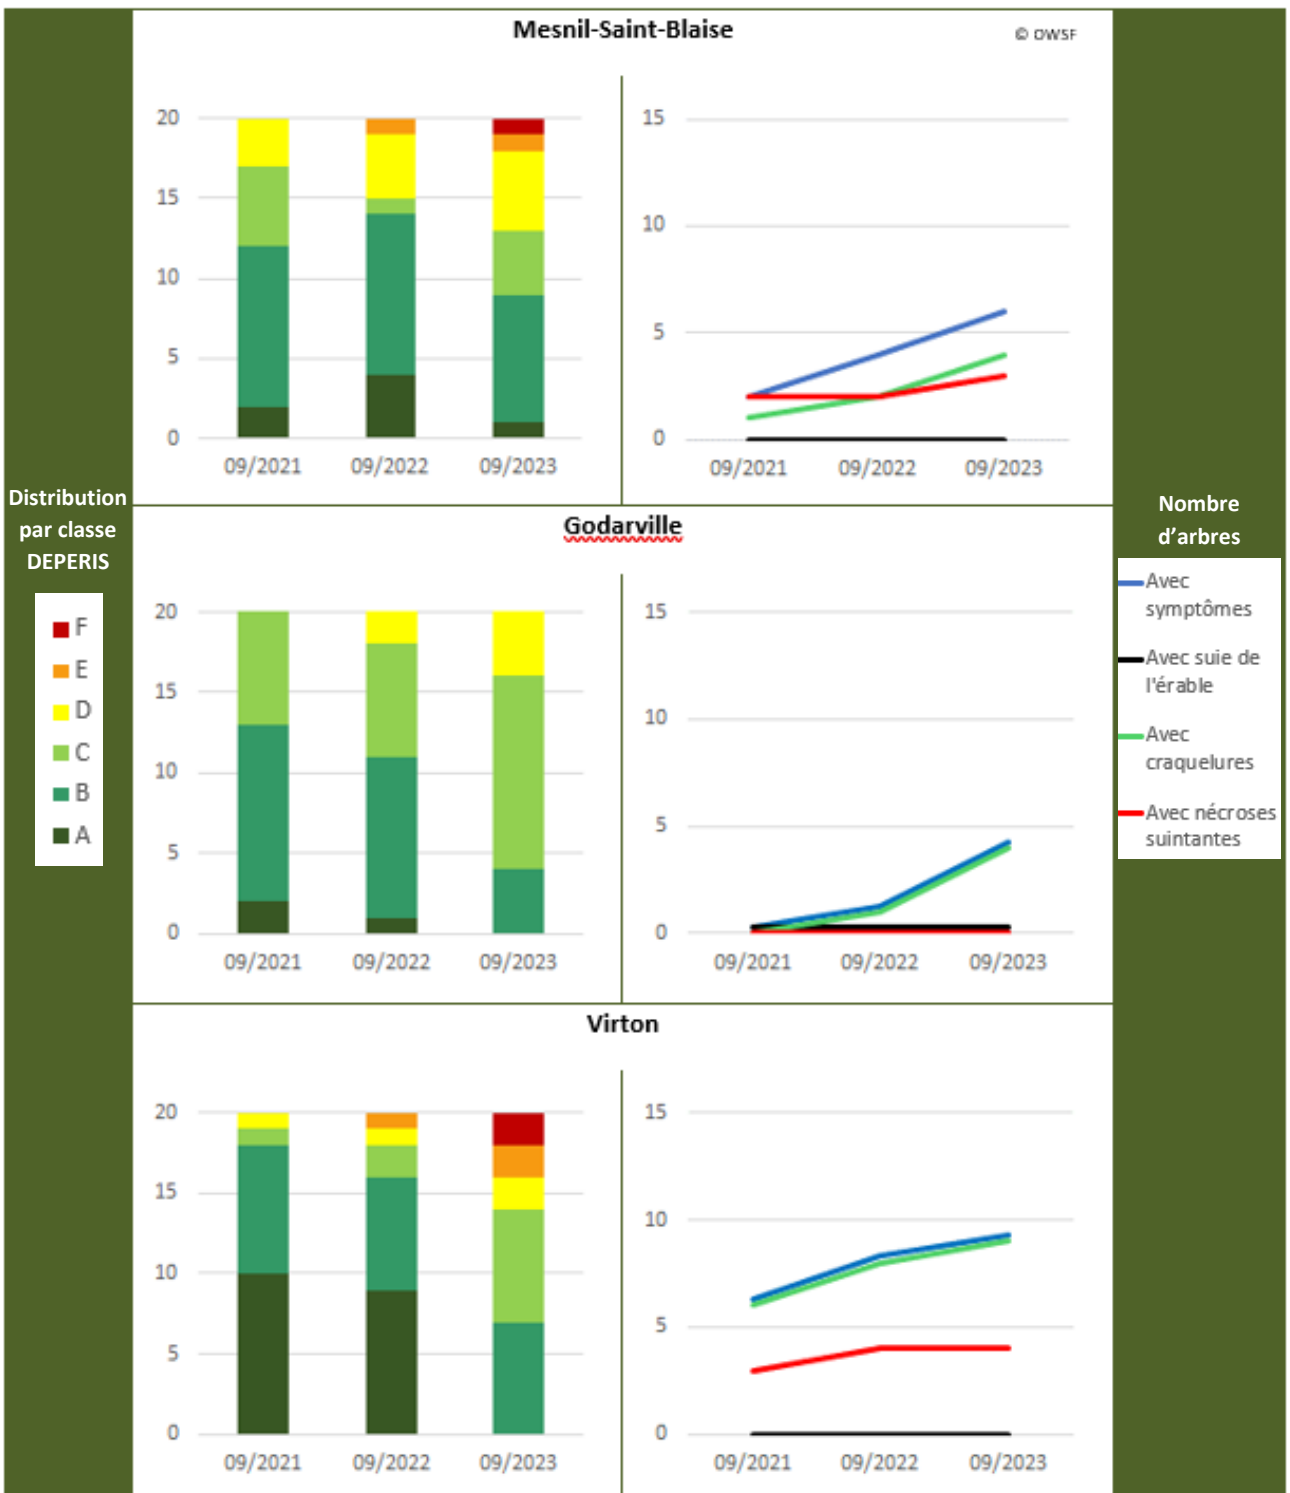 Mesnil-Saint-Blaise
© OWSF
20
15
10
5
0
09/2021 09/2022 09/2023
15
10
5
0
09/2021 09/2022 09/2023
Distribution
par classe
DEPERIS
F
E
D
C
B
A
Godarville
20
15
10
5
0
09/2021 09/2022 09/2023
15
10
5
0
09/2021 09/2022 09/2023
Nombre
d’arbres
Avec
symptômes
Avec suie de
l'érable
Avec
craquelures
Avec nécroses
suintantes
Virton
20
15
10
5
0
09/2021 09/2022 09/2023
15
10
5
0
09/2021 09/2022 09/2023